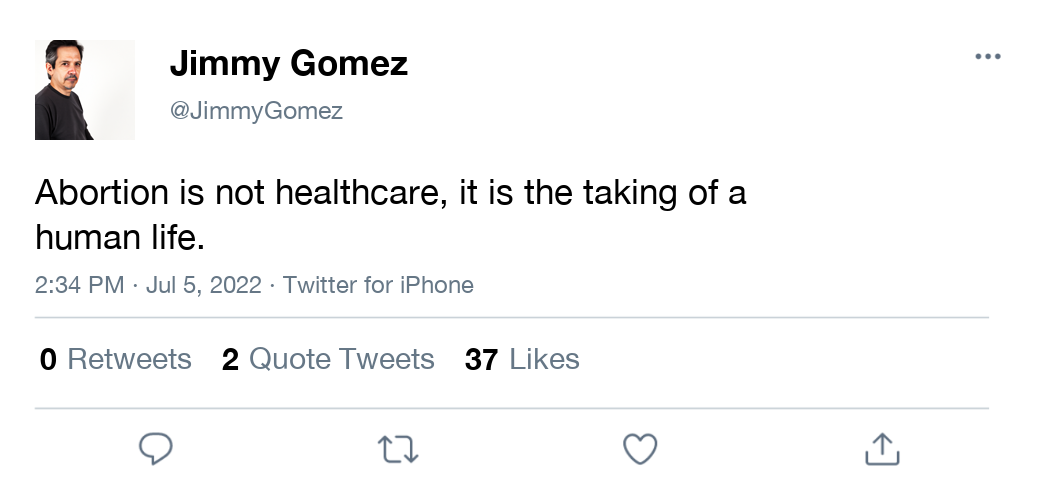 Jimmy Gomez
@JimmyGomez
Abortion is not healthcare, it is the taking of a
human life.
2:34 PM · Jul 5, 2022 · Twitter for iPhone
0 Retweets 2 Quote Tweets 37 Likes